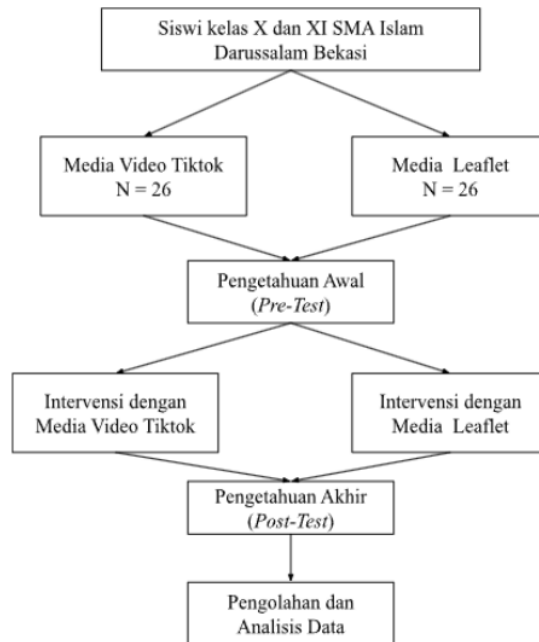 Siswi kelas X dan XI SMA Islam
Darussalam Bekasi
Media Video Tiktok
N = 26
Media Leaflet
N = 26
Pengetahuan Awal
(Pre-Test)
Intervensi dengan
Media Video Tiktok
Intervensi dengan
Media Leaflet
Pengetahuan Akhir
(Post-Test)
Pengolahan dan
Analisis Data